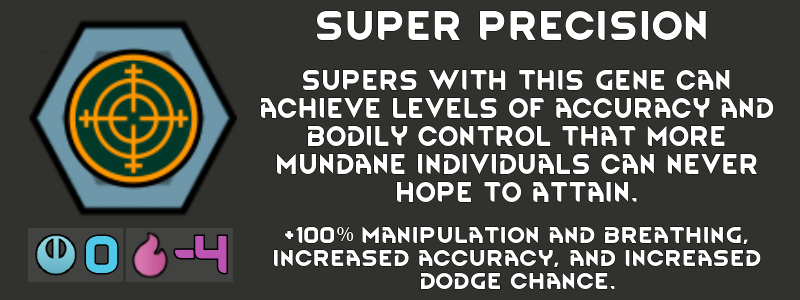 SUPER PRECISION
SUPERS WITH THIS GENE CAN
ACHIEVE LEVELS OF ACCURACY AND
BODILY CONTROL THAT MORE
MUNDANE INDIVIDUALS CAN NEVER
HOPE TO ATTAIN.
+100% MANIPULATION AND BREATHING,
INCREASED ACCURACY, AND INCREASED
DODGE CHANCE.
0 -4